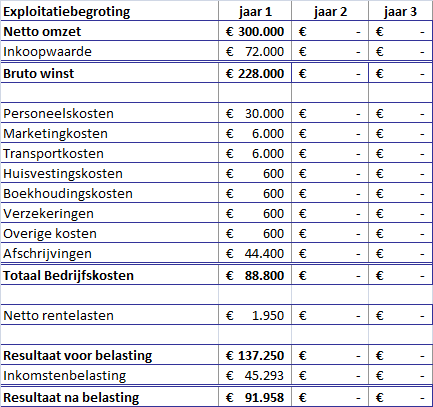 Exploitatiebegroting jaar 1 jaar 2 jaar 3
Netto omzet € 300.000 € - € -
Inkoopwaarde € 72.000 € - € -
Bruto winst € 228.000 € - € -
Personeelskosten € 30.000 € - € -
Marketingkosten € 6.000 € - € -
Transportkosten € 6.000 € - € -
Huisvestingskosten € 600 € - € -
Boekhoudingskosten € 600 € - € -
Verzekeringen € 600 € - € -
Overige kosten € 600 € - € -
Afschrijvingen € 44.400 € - € -
Totaal Bedrijfskosten € 88.800 € - € -
Netto rentelasten € 1.950 € - € -
Resultaat voor belasting € 137.250 € - € -
Inkomstenbelasting € 45.293 € - € -
Resultaat na belasting € 91.958 € - € -